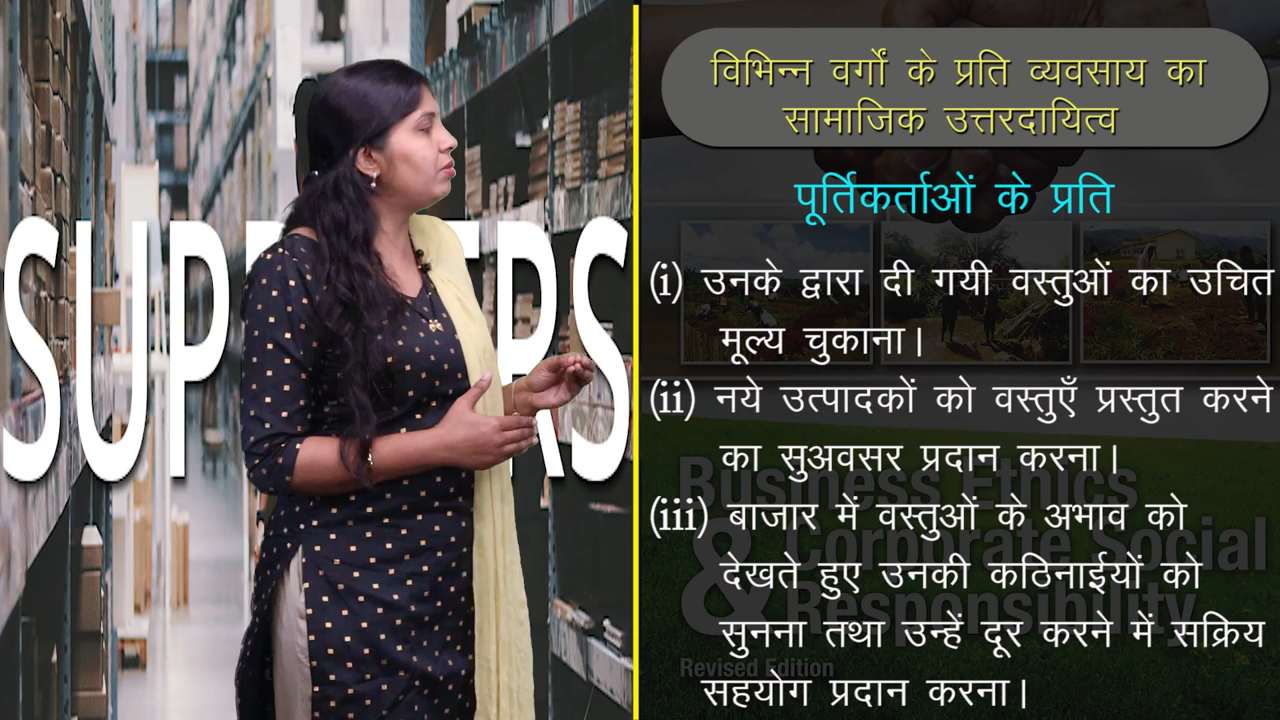 SUPP ERS
विभिन्न वर्गों के प्रति व्यवसाय का
सामाजिक उत्तरदायित्व
पूर्तिकर्ताओं के प्रति
(i) उनके द्वारा दी गयी वस्तुओं का उचित
मूल्य चुकाना।
(ii) नये उत्पादकों को वस्तुएँ प्रस्तुत करने
का सुअवसर प्रदान करना।
(iii) बाजार में वस्तुओं के अभाव को
देखते हुए उनकी कठिनाईयों को
सुनना तथा उन्हें दूर करने में सक्रिय
सहयोग प्रदान करना।
Business Ethics
& Corporate Social
Responsibility
Revised Edition